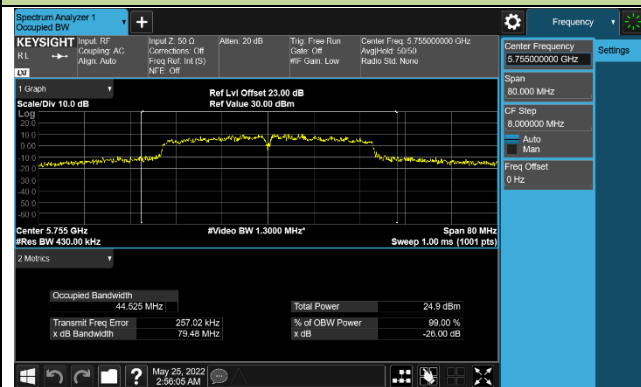 Spectrum Analyzer 1
Occupied BW
Frequency
KEYSIGHT
RL
LXI
Input: RF
Coupling: AC
Align: Auto
Input Z: 50 Ω
Corrections: Off
Freq Ref: Int (S)
NFE: Off
Atten: 20 dB
Trig: Free Run
Gate: Off
#IF Gain: Low
Center Freq: 5.755000000 GHz
Avg|Hold: 50/50
Radio Std: None
Center Frequency
5.755000000 GHz
Settings
Span
80.000 MHz
CF Step
8.000000 MHz
Auto
Man
Freq Offset
0 Hz
1 Graph
Scale/Div 10.0 dB
Ref Lvl Offset 23.00 dB
Ref Value 30.00 dBm
Log
20.0
10.0
0.00
-10.0
-20.0
-30.0
-40.0
-50.0
-60.0
Center 5.755 GHz
#Res BW 430.00 kHz
#Video BW 1.3000 MHz*
Span 80 MHz
Sweep 1.00 ms (1001 pts)
2 Metrics
Occupied Bandwidth
44.525 MHz
Total Power 24.9 dBm
Transmit Freq Error 257.02 kHz
% of OBW Power 99.00 %
x dB Bandwidth 79.48 MHz
x dB -26.00 dB
?
May 25, 2022
2:56:05 AM